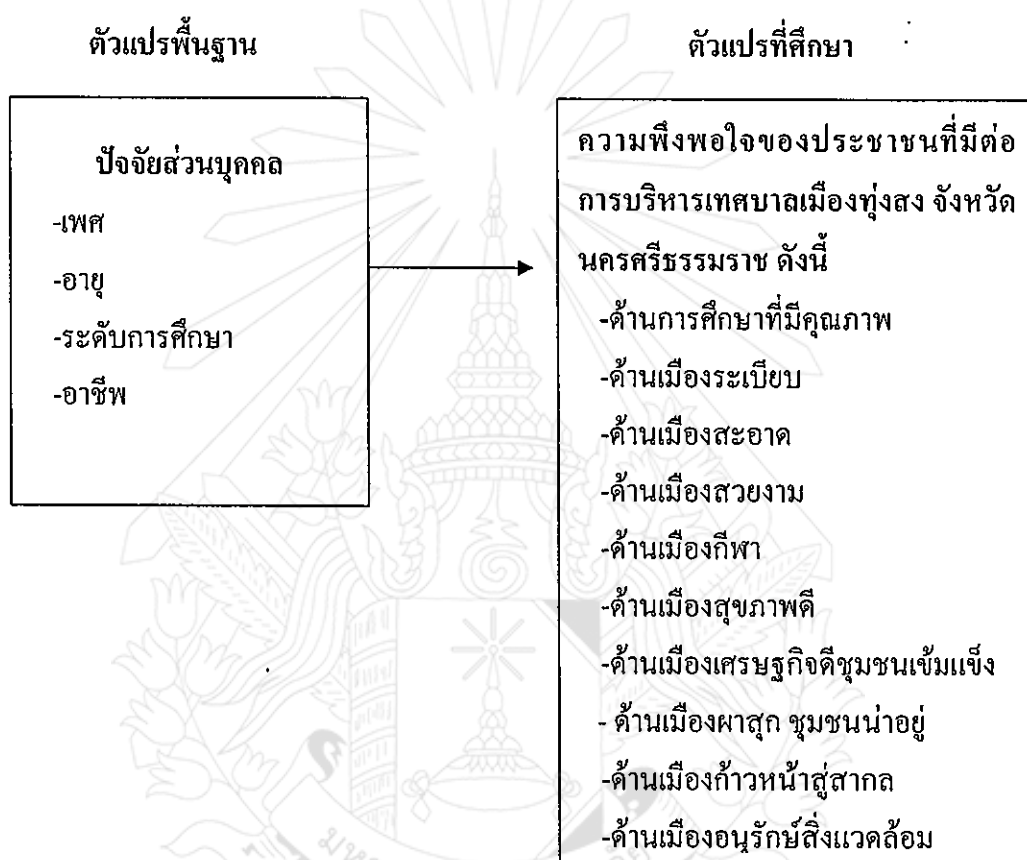 ตัวแปรพื้นฐาน
ปัจจัยส่วนบุคคล
-เพศ
-อายุ
-ระดับการศึกษา
-อาชีพ
ตัวแปรที่ศึกษา
ความพึงพอใจของประชาชนที่มีต่อ
การบริหารเทศบาลเมืองทุ่งสง จังหวัด
นครศรีธรรมราช ดังนี้
-ด้านการศึกษาที่มีคุณภาพ
-ด้านเมืองระเบียบ
-ด้านเมืองสะอาด
-ด้านเมืองสวยงาม
-ด้านเมืองกีฬา
-ด้านเมืองสุขภาพดี
-ด้านเมืองเศรษฐกิจดีชุมชนเข้มแข็ง
- ด้านเมืองผาสุก ชุมชนน่าอยู่
-ด้านเมืองก้าวหน้าสู่สากล
-ด้านเมืองอนุรักษ์สิ่งแวดล้อม